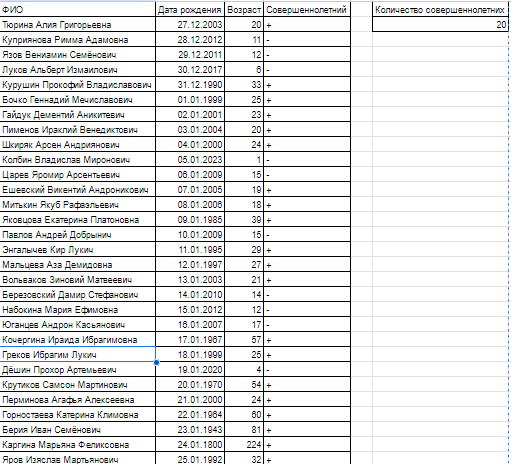 ФИО Дата рождения Возраст Совершеннолетний Количество совершеннолетних
Тюрина Алия Григорьевна 27.12.2003 20 + 20
Куприянова Римма Адамовна 28.12.2012 11 -
Язов Вениамин Семёнович 29.12.2011 12 -
Луков Альберт Измаилович 30.12.2017 6 -
Курушин Прокофий Владиславович 31.12.1990 33 +
Бочко Геннадий Мечиславович 01.01.1999 25 +
Гайдук Дементий Аникитевич 02.01.2001 23 +
Пименов Ираклий Венедиктович 03.01.2004 20 +
Шкиряк Арсен Андриянович 04.01.2000 24 +
Колбин Владислав Миронович 05.01.2023 1 -
Царев Яромир Арсентьевич 06.01.2009 15 -
Ешевский Викентий Андроникович 07.01.2005 19 +
Митькин Якуб Рафаэльевич 08.01.2006 18 +
Яковцова Екатерина Платоновна 09.01.1985 39 +
Павлов Андрей Добрынич 10.01.2009 15 -
Энгалычев Кир Лукич 11.01.1995 29 +
Мальцева Аза Демидовна 12.01.1997 27 +
Вольваков Зиновий Матвеевич 13.01.2003 21 +
Березовский Дамир Стефанович 14.01.2010 14 -
Набокина Мария Ефимовна 15.01.2012 12 -
Юганцев Андрон Касьянович 16.01.2007 17 -
Кочергина Ираида Ибрагимовна 17.01.1967 57 +
Греков Ибрагим Лукич 18.01.1999 25 +
Дёшин Прохор Артемьевич 19.01.2020 4 -
Крутиков Самсон Мартинович 20.01.1970 54 +
Перминова Агафья Алексеевна 21.01.2000 24 +
Горностаева Катерина Климовна 22.01.1964 60 +
Берия Иван Семёнович 23.01.1943 81 +
Каргина Марьяна Феликсовна 24.01.1800 224 +
Яров Изяслав Мартьянович 25.01.1992 32 +